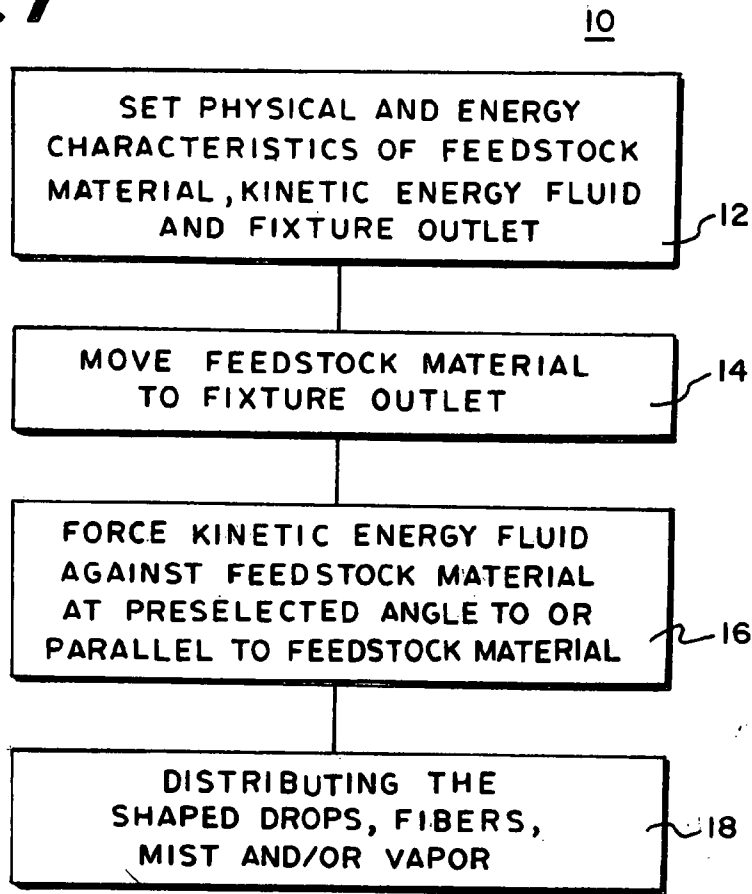 10
SET PHYSICAL AND ENERGY
CHARACTERISTICS OF FEEDSTOCK
MATERIAL, KINETIC ENERGY FLUID
AND FIXTURE OUTLET
12
MOVE FEEDSTOCK MATERIAL
TO FIXTURE OUTLET
14
FORCE KINETIC ENERGY FLUID
AGAINST FEEDSTOCK MATERIAL
AT PRESELECTED ANGLE TO OR
PARALLEL TO FEEDSTOCK MATERIAL
16
DISTRIBUTING THE
SHAPED DROPS, FIBERS,
MIST AND/OR VAPOR
18